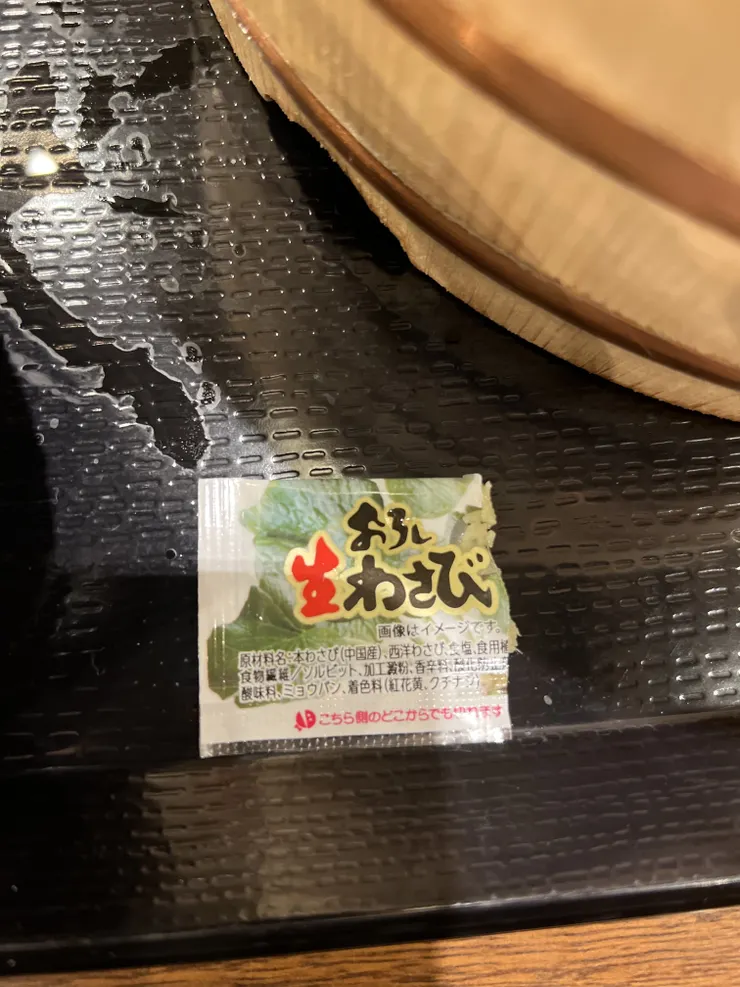 おろし
生わさび
画像はイメージです。
原材料名:本わさび(中国産)、西洋わさび、食塩、食用植
食物繊維/ソルビット、加工澱粉、香辛料、酸化防止
酸味料、ミョウバン、着色料(紅花黄、クチナシ)
こちら側のどこからでも切れます